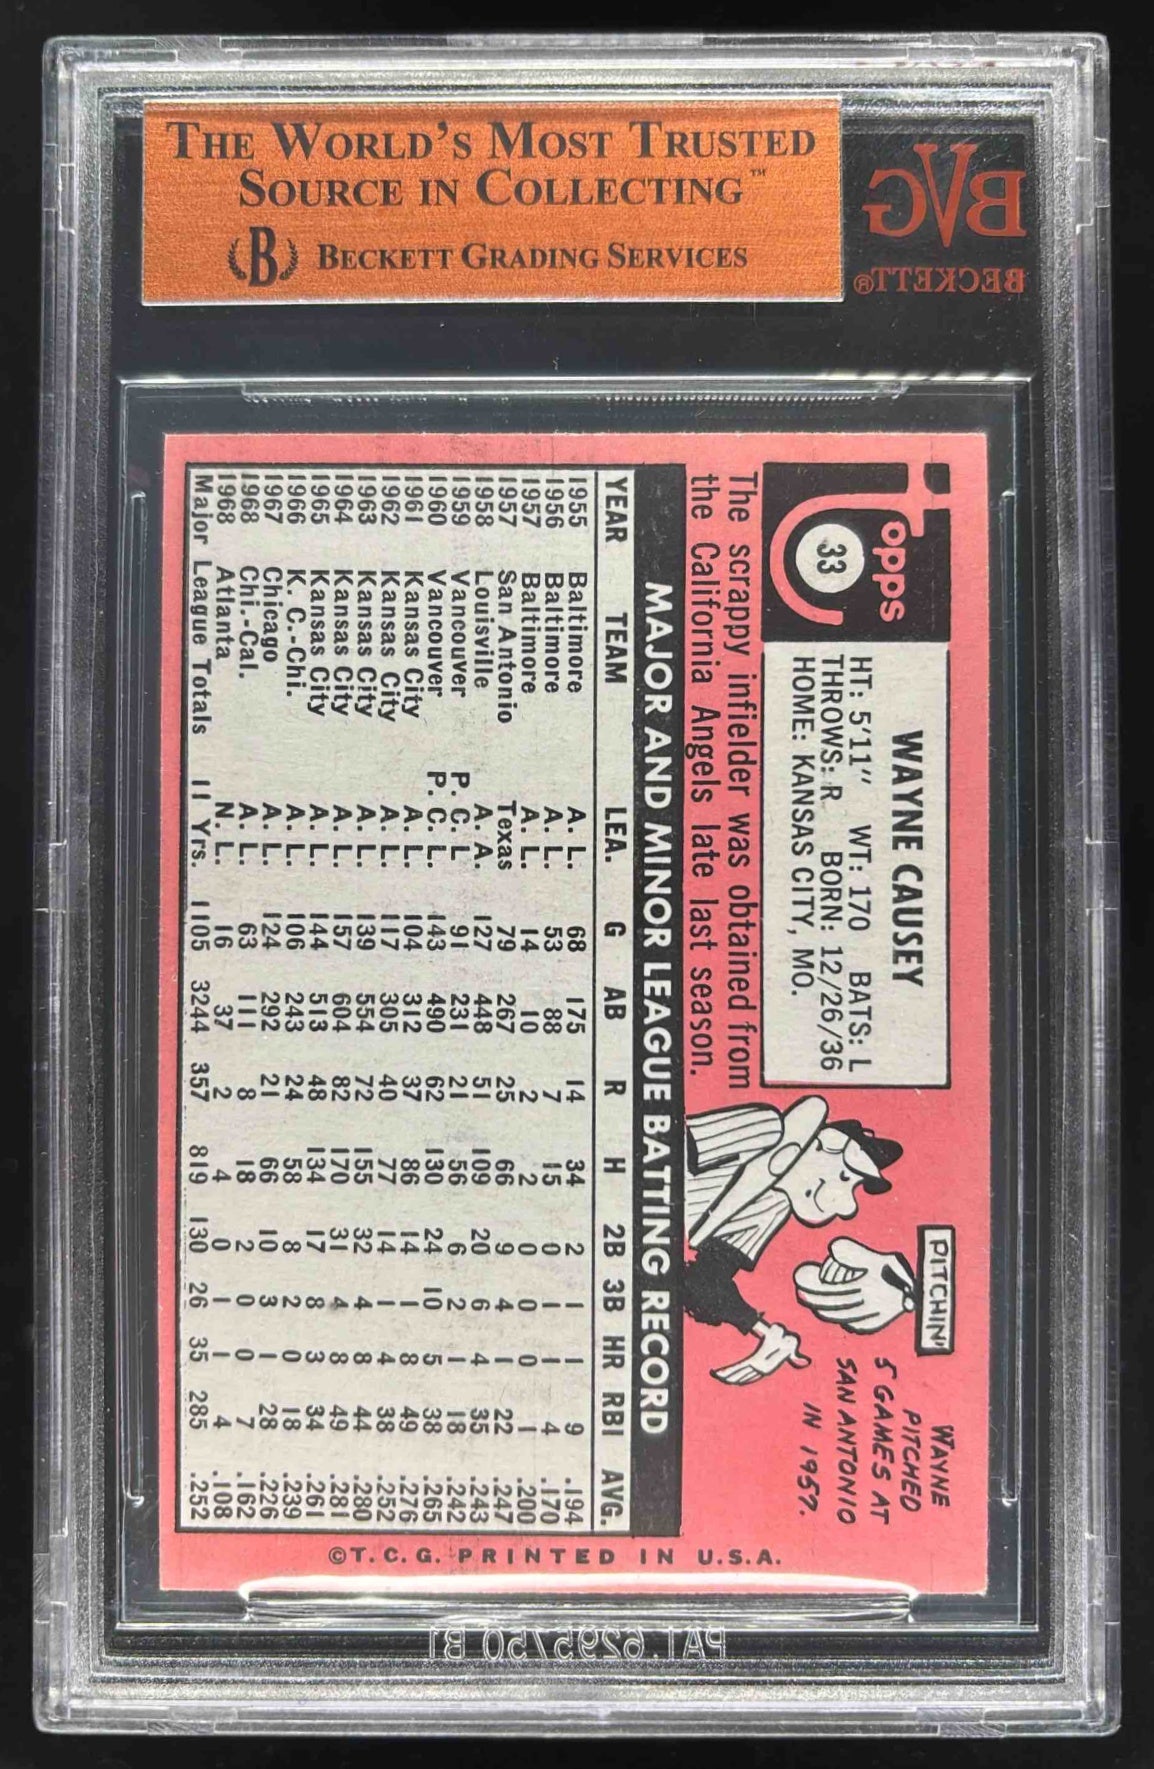 THE WORLD'S MOST TRUSTED
SOURCE IN COLLECTING™
B BECKETT GRADING SERVICES
BVG
BECKETT®
Topps
33
WAYNE CAUSEY
HT: 5'11" WT: 170 BATS: L
THROWS: R BORN: 12/26/36
HOME: KANSAS CITY, MO.
The scrappy infielder was obtained from
the California Angels late last season.
PITCHIN'
WAYNE
PITCHED
5 GAMES AT
SAN ANTONIO
IN 1957.
MAJOR AND MINOR LEAGUE BATTING RECORD
YEAR TEAM LEA. G AB R H 2B 3B HR RBI AVG.
1955 Baltimore A. L. 68 175 14 34 2 1 1 9 .194
1956 Baltimore A. L. 53 88 7 15 0 1 1 4 .170
1957 Baltimore A. L. 14 10 2 2 0 0 0 1 .200
1957 San Antonio Texas 79 267 25 66 9 4 1 22 .247
1958 Louisville A. A. 127 448 51 109 20 6 4 35 .243
1959 Vancouver P. C. L 91 231 21 56 6 2 1 18 .242
1960 Vancouver P. C. L. 143 490 62 130 24 10 5 38 .265
1961 Kansas City A. L. 104 312 37 86 14 1 8 49 .276
1962 Kansas City A. L. 117 305 40 77 14 1 4 38 .252
1963 Kansas City A. L. 139 554 72 155 32 4 8 44 .280
1964 Kansas City A. L. 157 604 82 170 31 4 8 49 .281
1965 Kansas City A. L. 144 513 48 134 17 8 3 34 .261
1966 K. C.-Chi. A. L. 106 243 24 58 8 2 0 18 .239
1967 Chicago A. L. 124 292 21 66 10 3 1 28 .226
1968 Chi.-Cal. A. L. 63 111 8 18 2 0 0 7 .162
1968 Atlanta N. L. 16 37 2 4 0 1 1 4 .108
Major League Totals 11 Yrs. 1105 3244 357 819 130 26 35 285 .252
©T. C. G. PRINTED IN U.S.A.
PAT. 6295750 B1